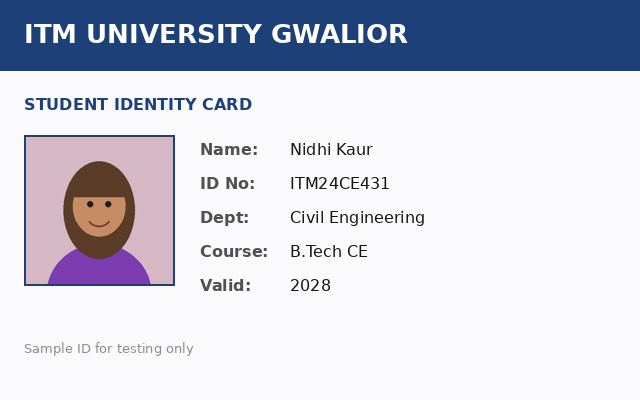 ITM UNIVERSITY GWALIOR
STUDENT IDENTITY CARD
Name: Nidhi Kaur
ID No: ITM24CE431
Dept: Civil Engineering
Course: B.Tech CE
Valid: 2028
Sample ID for testing only